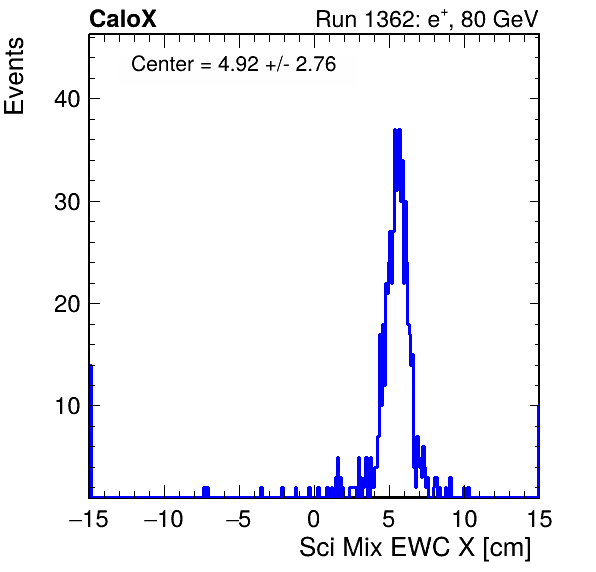 CaloX Run 1362: e⁺, 80 GeV
Center = 4.92 +/- 2.76
Events
40
30
20
10
−15 −10 −5 0 5 10 15
Sci Mix EWC X [cm]